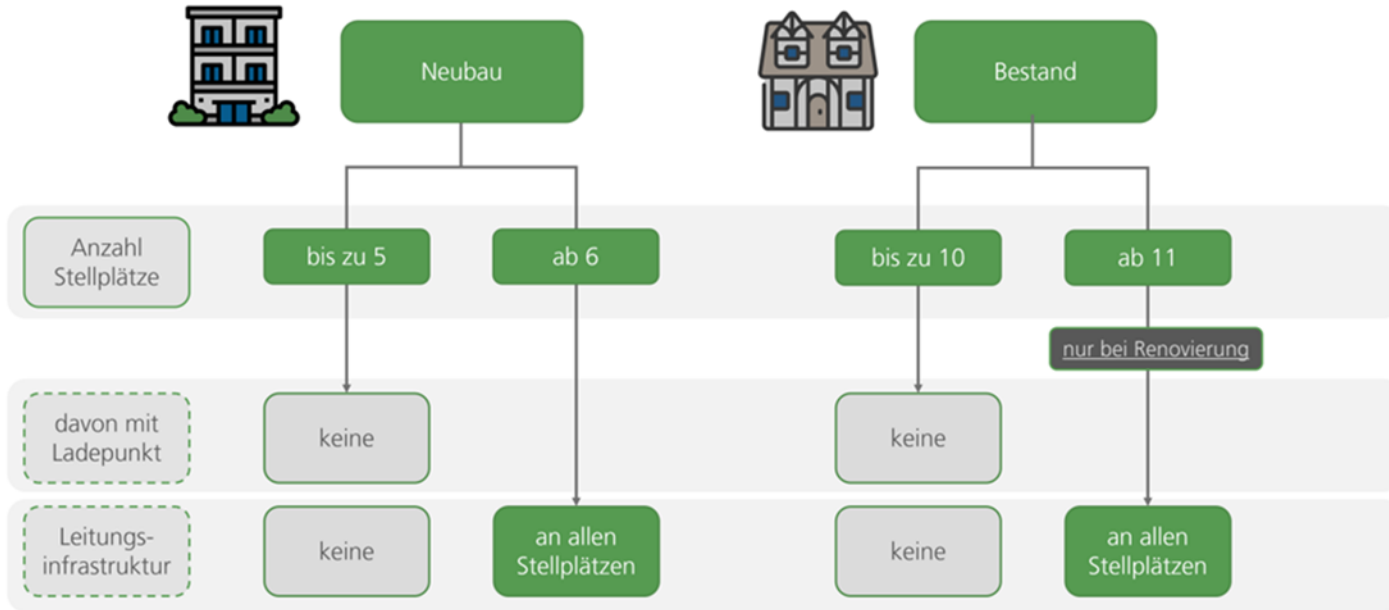 Neubau
Bestand
Anzahl
Stellplätze
bis zu 5
ab 6
bis zu 10
ab 11
nur bei Renovierung
davon mit
Ladepunkt
keine
keine
Leitungs-
infrastruktur
keine
an allen
Stellplätzen
keine
an allen
Stellplätzen